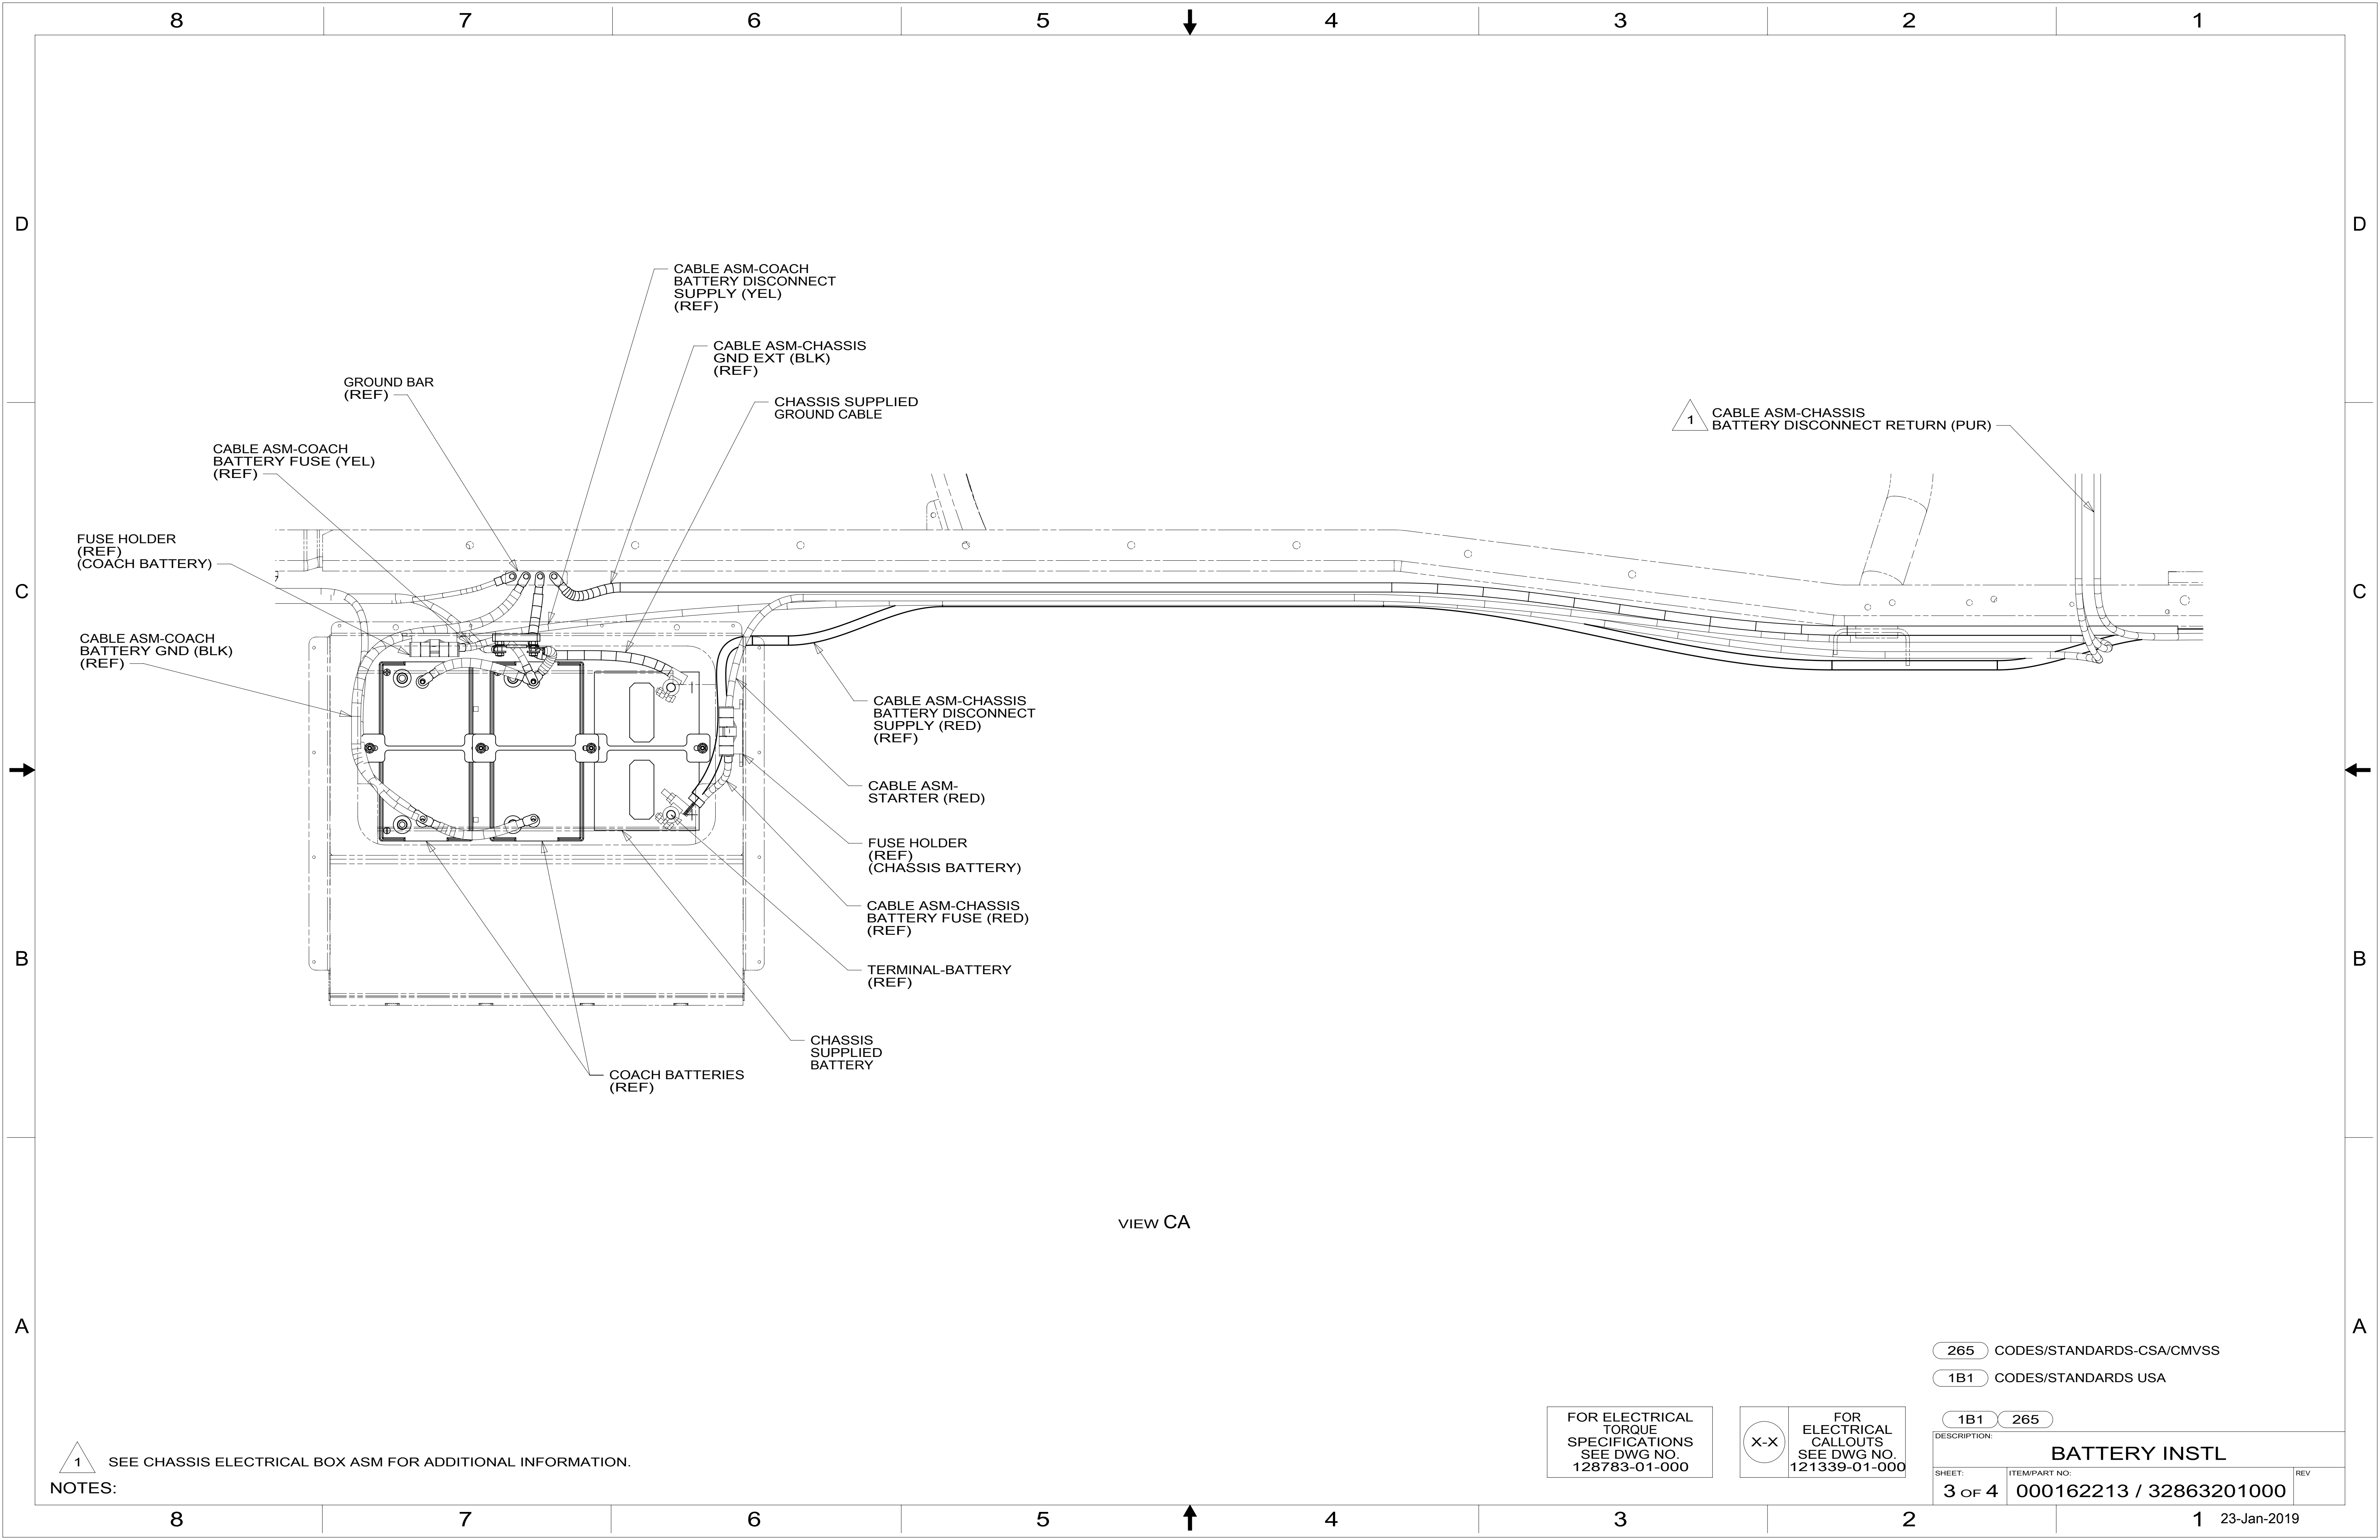 8 7 6 5 4 3 2 1
D
D
CABLE ASM-COACH
BATTERY DISCONNECT
SUPPLY (YEL)
(REF)
CABLE ASM-CHASSIS
GND EXT (BLK)
(REF)
GROUND BAR
(REF)
CHASSIS SUPPLIED
GROUND CABLE
1
CABLE ASM-CHASSIS
BATTERY DISCONNECT RETURN (PUR)
CABLE ASM-COACH
BATTERY FUSE (YEL)
(REF)
FUSE HOLDER
(REF)
(COACH BATTERY)
C
C
CABLE ASM-COACH
BATTERY GND (BLK)
(REF)
CABLE ASM-CHASSIS
BATTERY DISCONNECT
SUPPLY (RED)
(REF)
CABLE ASM-
STARTER (RED)
FUSE HOLDER
(REF)
(CHASSIS BATTERY)
CABLE ASM-CHASSIS
BATTERY FUSE (RED)
(REF)
B
B
TERMINAL-BATTERY
(REF)
CHASSIS
SUPPLIED
BATTERY
COACH BATTERIES
(REF)
VIEW CA
A
A
265 CODES/STANDARDS-CSA/CMVSS
1B1 CODES/STANDARDS USA
1B1 265
FOR ELECTRICAL
TORQUE
SPECIFICATIONS
SEE DWG NO.
128783-01-000
X-X
FOR
ELECTRICAL
CALLOUTS
SEE DWG NO.
121339-01-000
DESCRIPTION:
BATTERY INSTL
SHEET:
3 OF 4
ITEM/PART NO:
000162213 / 32863201000
REV
1 SEE CHASSIS ELECTRICAL BOX ASM FOR ADDITIONAL INFORMATION.
NOTES:
8 7 6 5 4 3 2 1
23-Jan-2019